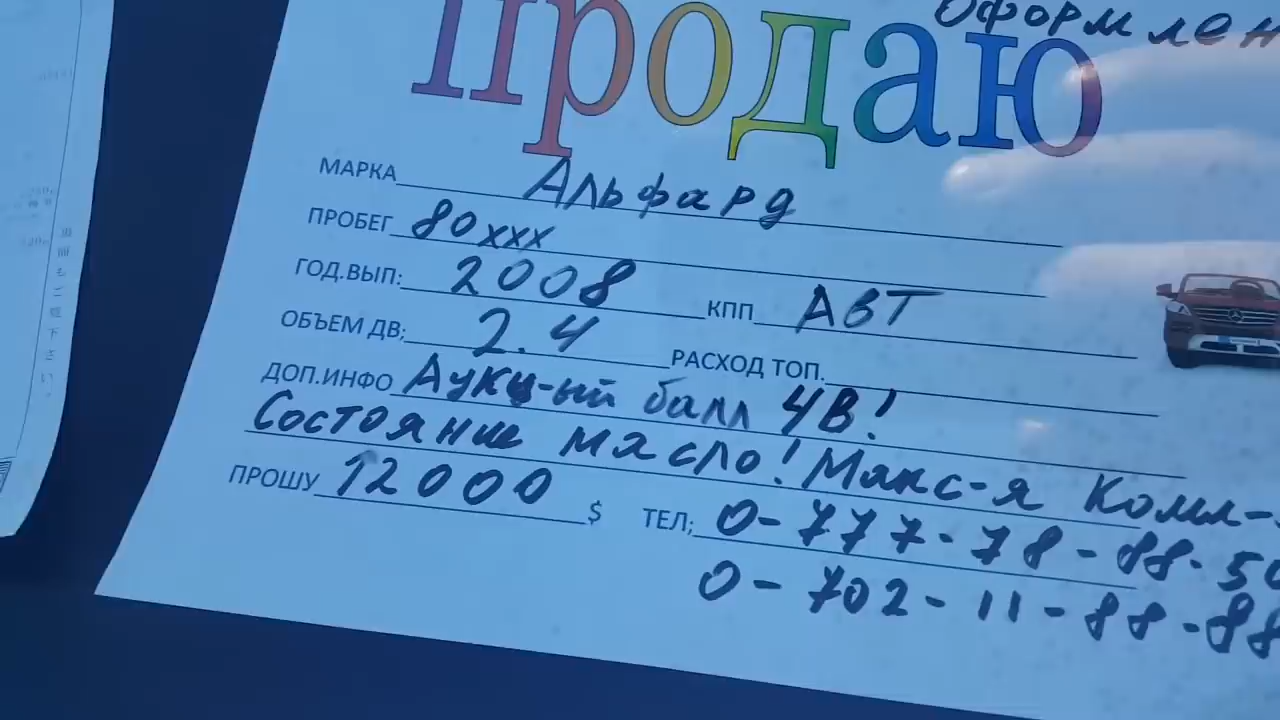 Оформлен
Продаю
МАРКА Альфард
ПРОБЕГ 80xxx
ГОД.ВЫП: 2008 КПП АВТ
ОБЪЕМ ДВ; 2.4 РАСХОД ТОП.
ДОП.ИНФО Аукц-ый балл 4В!
Состояние масло! Макс-я Комп-
ПРОШУ 12000 $ ТЕЛ; 0-777-78-88-50
0-702-11-88-88